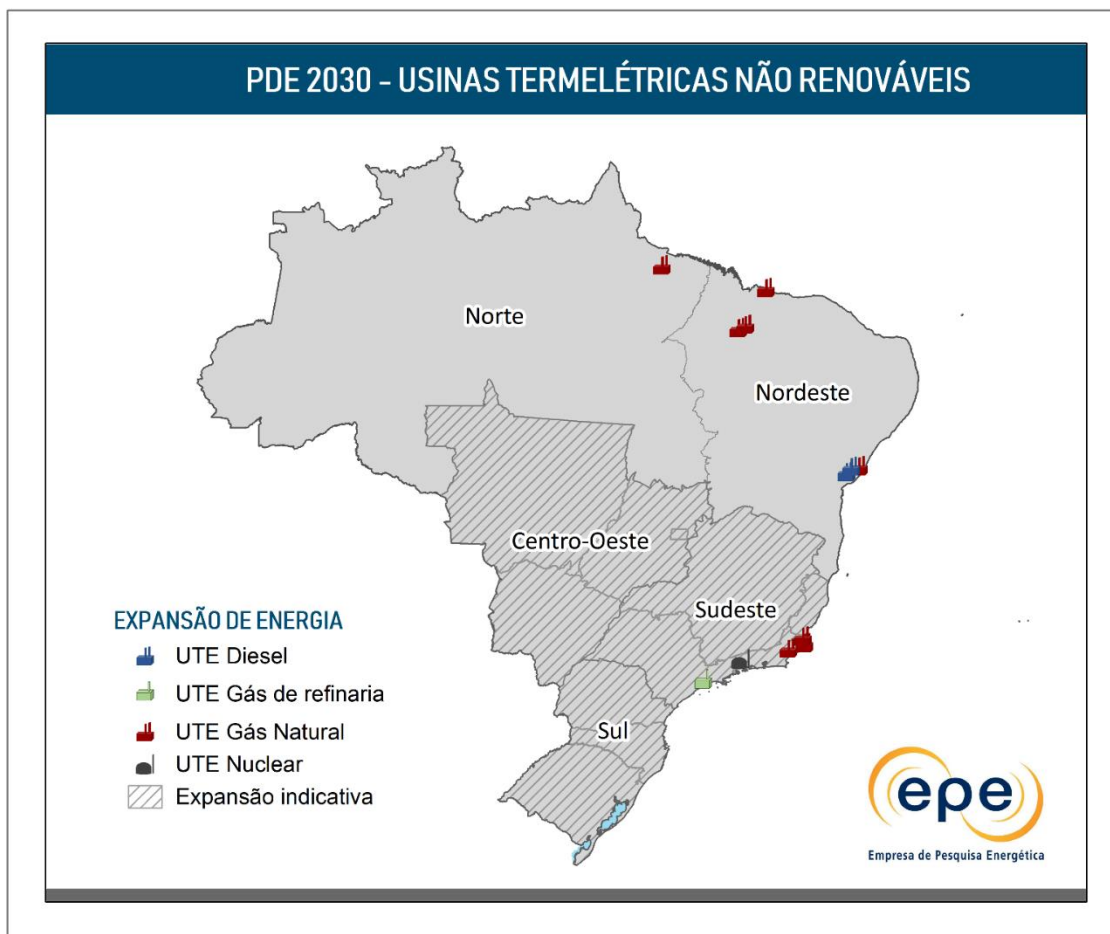 PDE 2030 - USINAS TERMELÉTRICAS NÃO RENOVÁVEIS
Norte
Nordeste
Centro-Oeste
Sudeste
Sul
EXPANSÃO DE ENERGIA
UTE Diesel
UTE Gás de refinaria
UTE Gás Natural
UTE Nuclear
Expansão indicativa
epe
Empresa de Pesquisa Energética